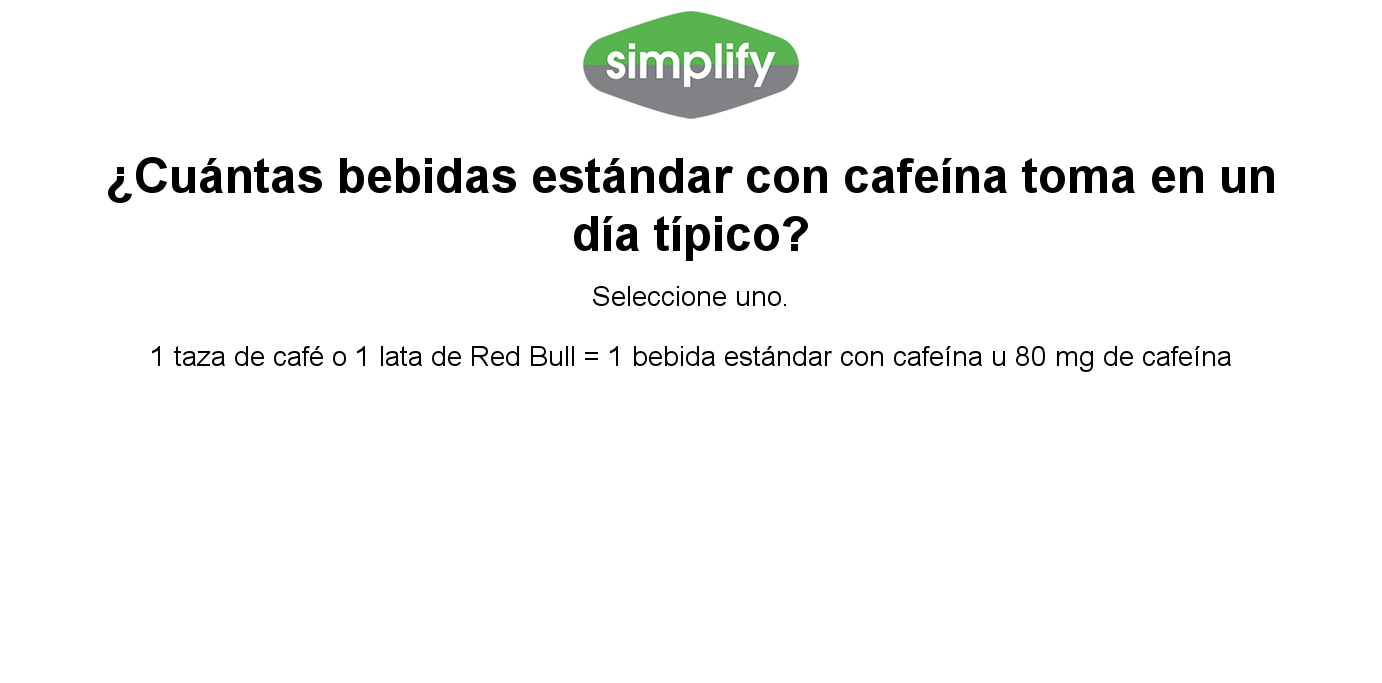 simplify
¿Cuántas bebidas estándar con cafeína toma en un
día típico?
Seleccione uno.
1 taza de café o 1 lata de Red Bull = 1 bebida estándar con cafeína u 80 mg de cafeína